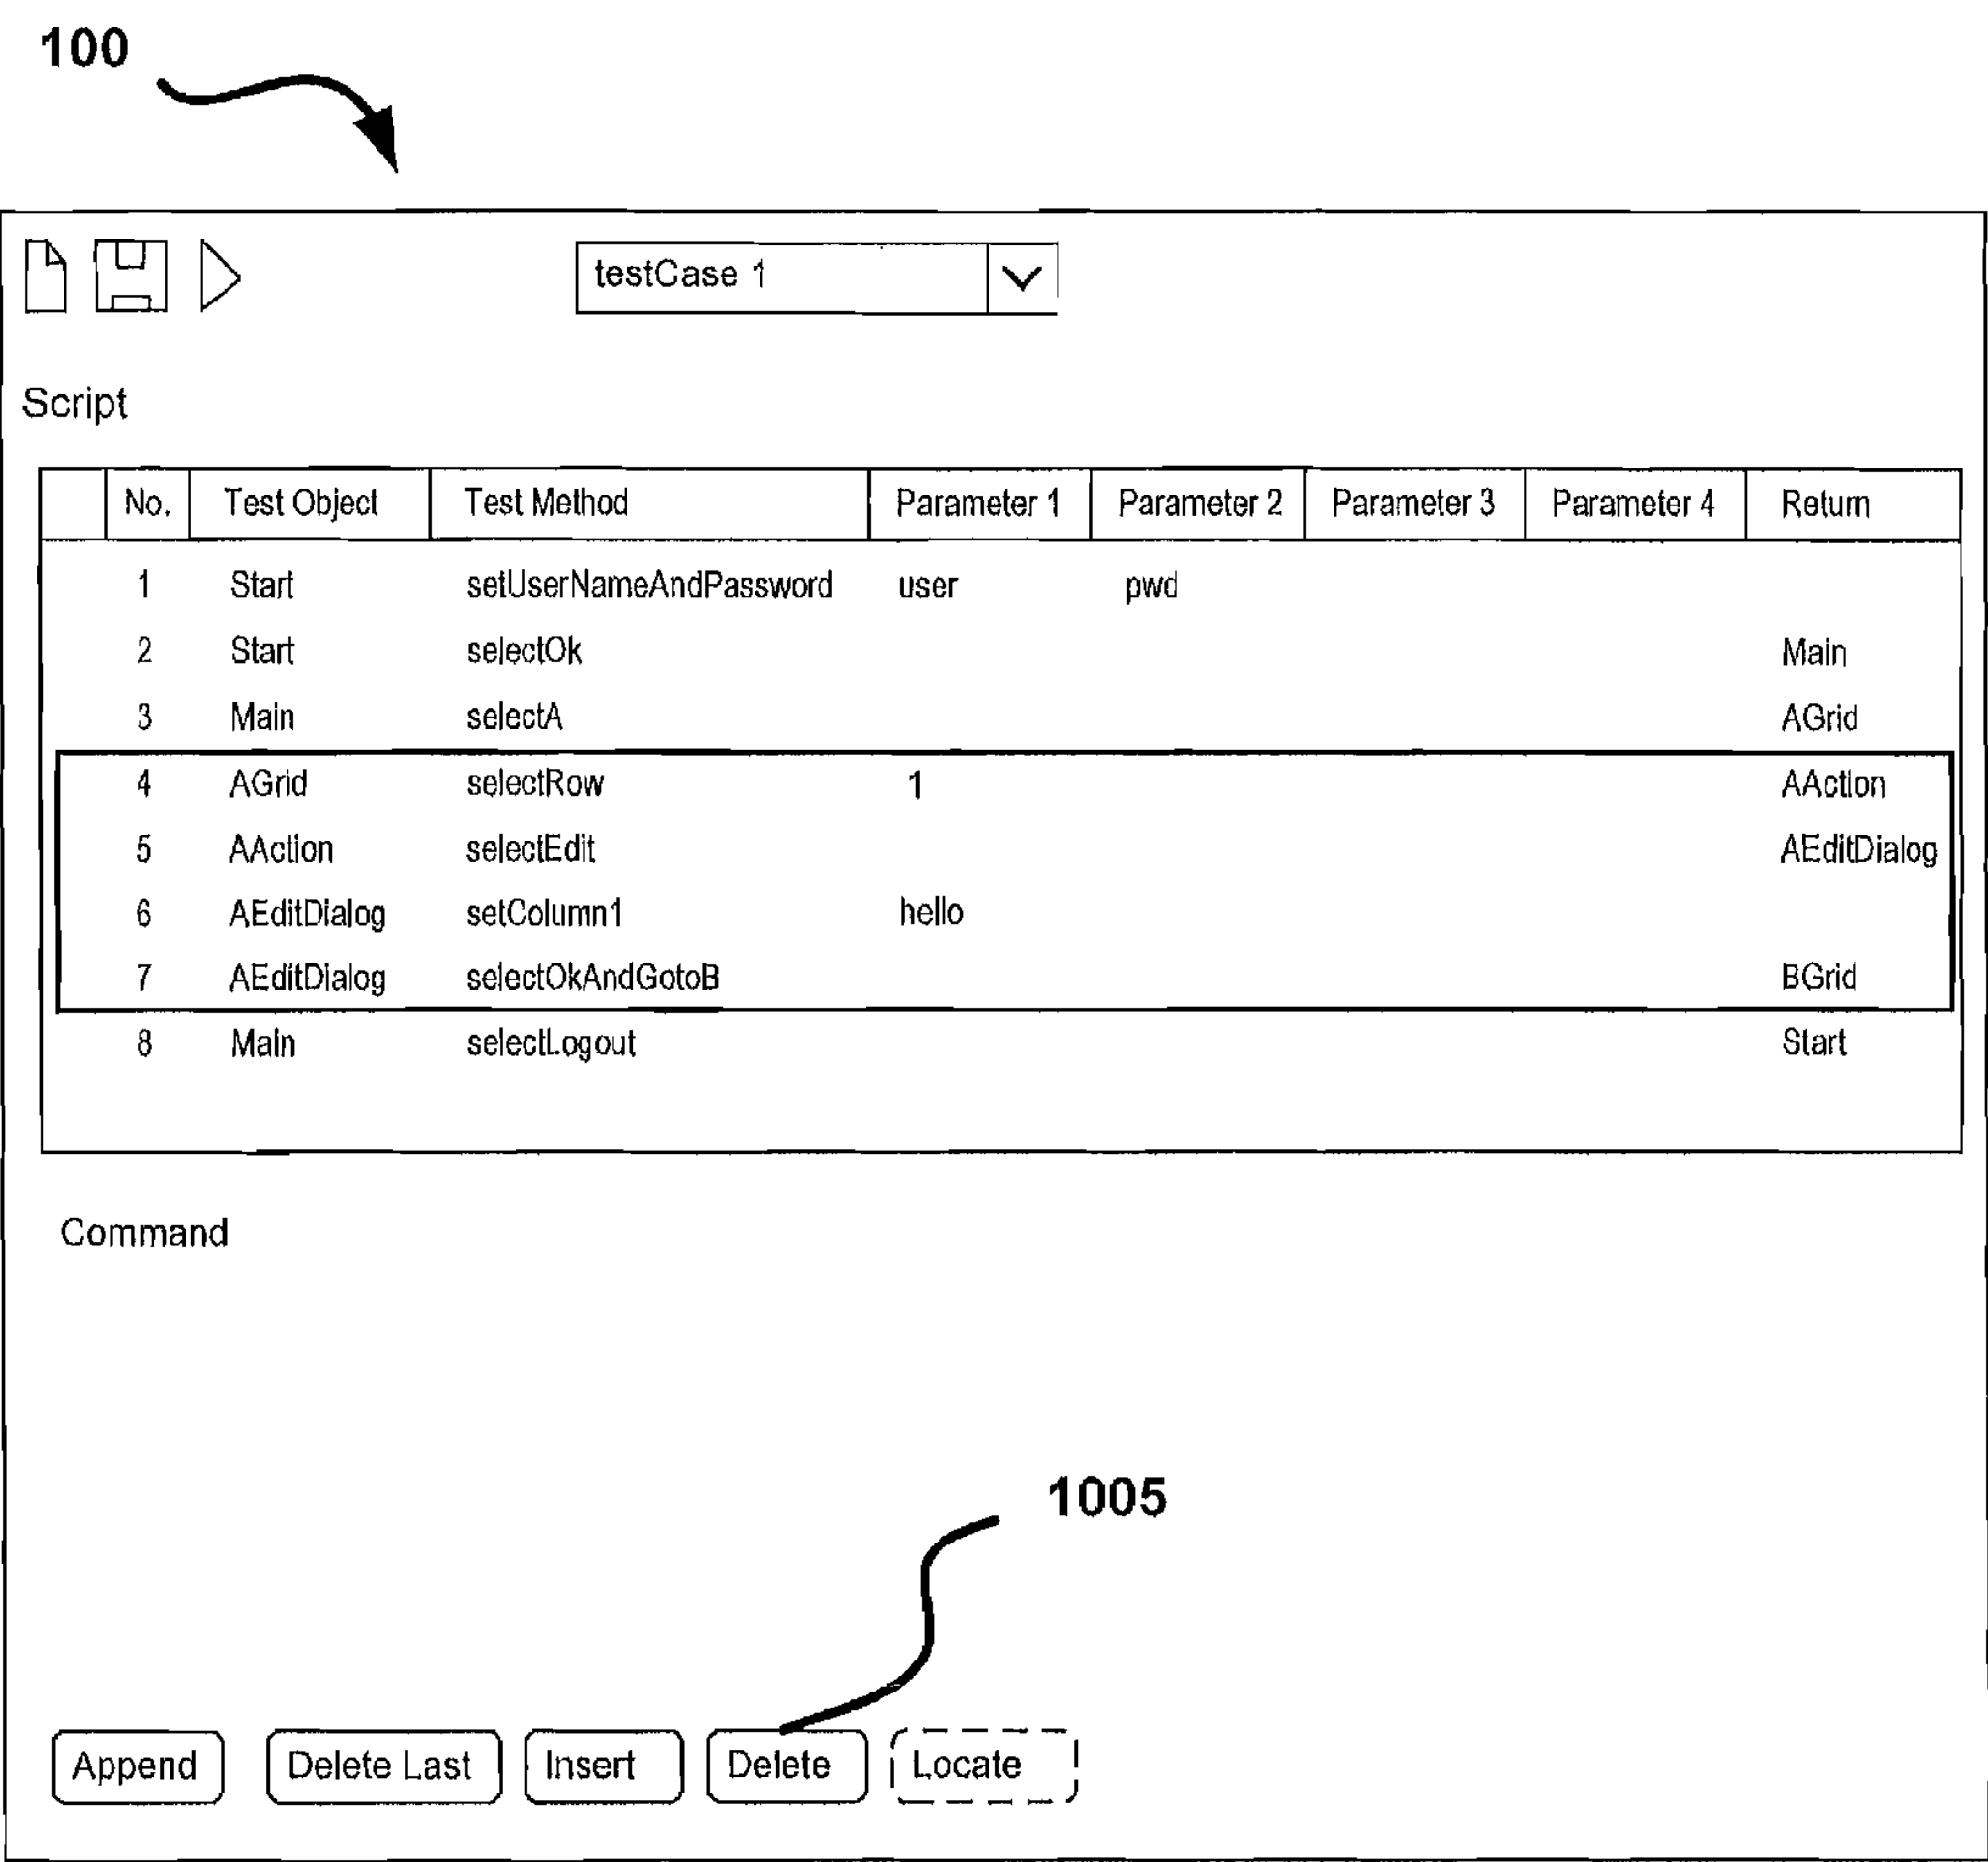 100
testCase 1
Script
No. Test Object Test Method Parameter 1 Parameter 2 Parameter 3 Parameter 4 Return
1 Start setUserNameAndPassword user pwd
2 Start selectOk Main
3 Main selectA AGrid
4 AGrid selectRow 1 AAction
5 AAction selectEdit AEditDialog
6 AEditDialog setColumn1 hello
7 AEditDialog selectOkAndGotoB BGrid
8 Main selectLogout Start
Command
1005
Append Delete Last Insert Delete Locate